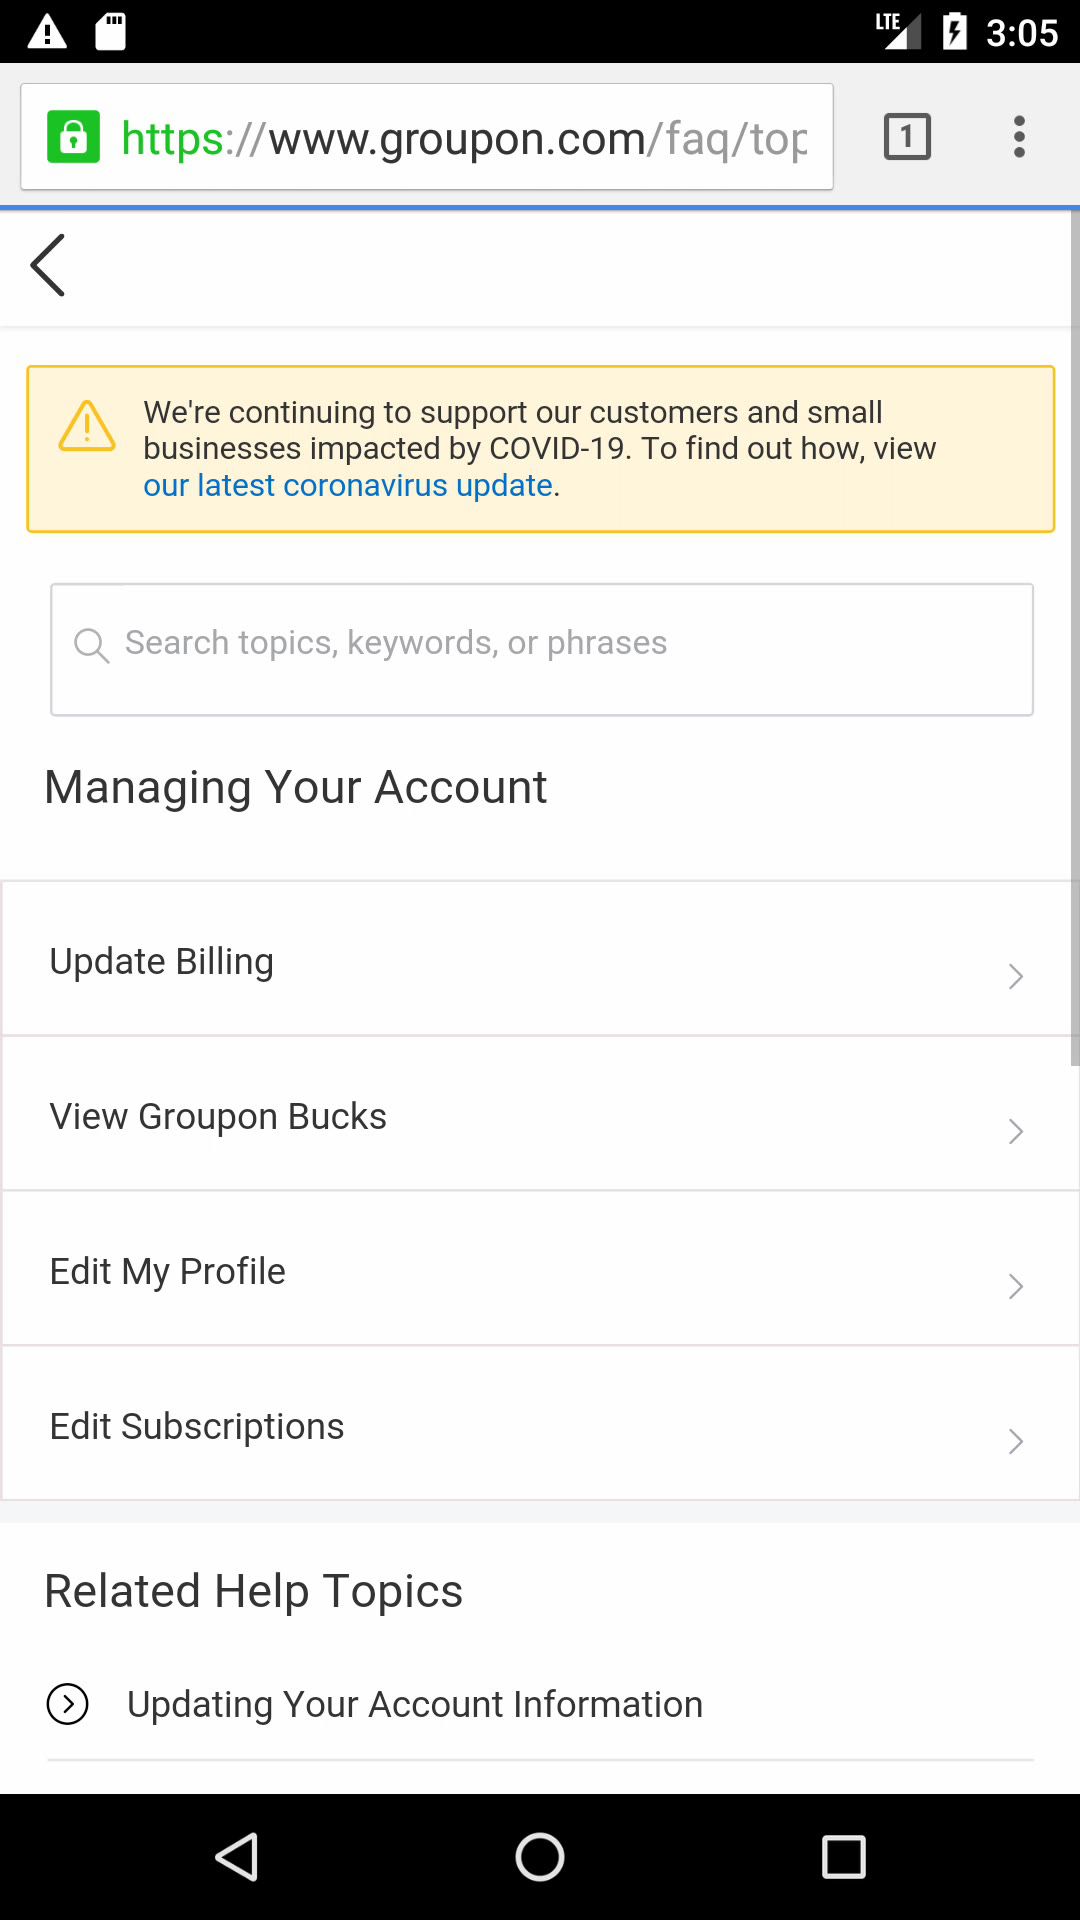 LTE 3:05
https://www.groupon.com/faq/top
1
We're continuing to support our customers and small
businesses impacted by COVID-19. To find out how, view
our latest coronavirus update.
Search topics, keywords, or phrases
Managing Your Account
Update Billing
View Groupon Bucks
Edit My Profile
Edit Subscriptions
Related Help Topics
Updating Your Account Information